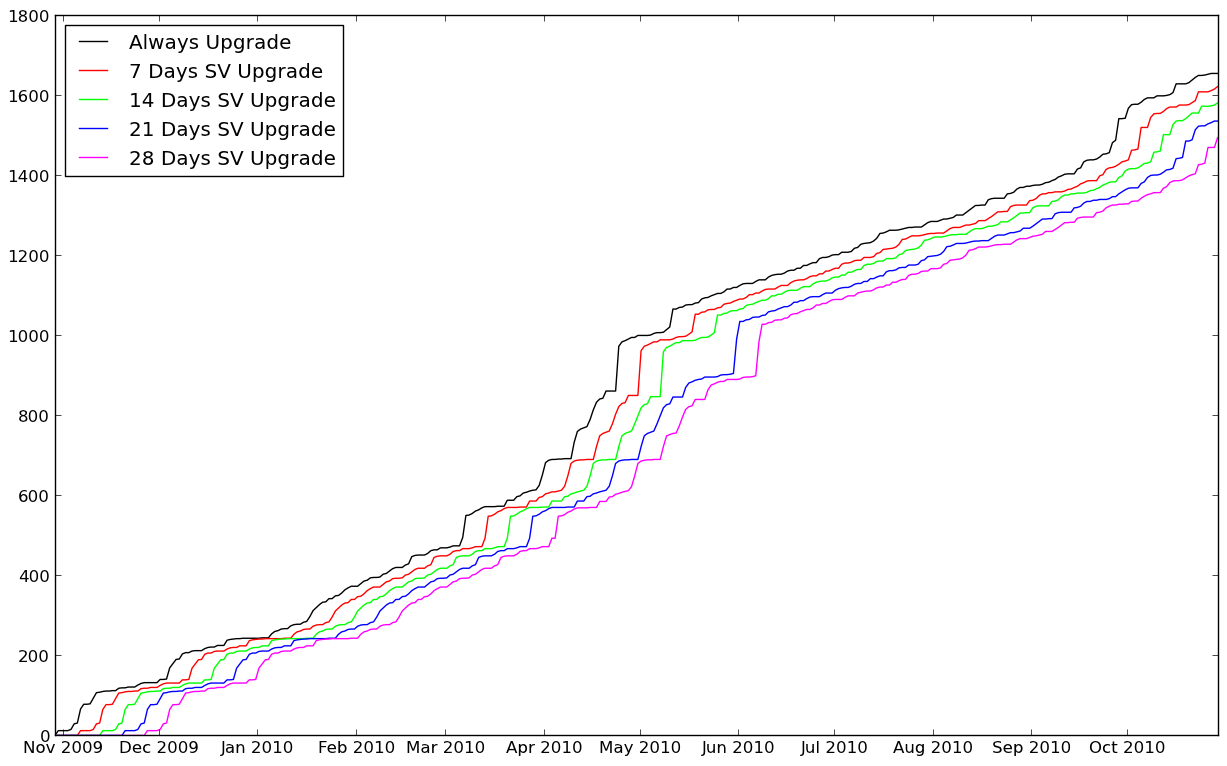 1800
1600
1400
1200
1000
800
600
400
200
0
Always Upgrade
7 Days SV Upgrade
14 Days SV Upgrade
21 Days SV Upgrade
28 Days SV Upgrade
Nov 2009 Dec 2009 Jan 2010 Feb 2010 Mar 2010 Apr 2010 May 2010 Jun 2010 Jul 2010 Aug 2010 Sep 2010 Oct 2010